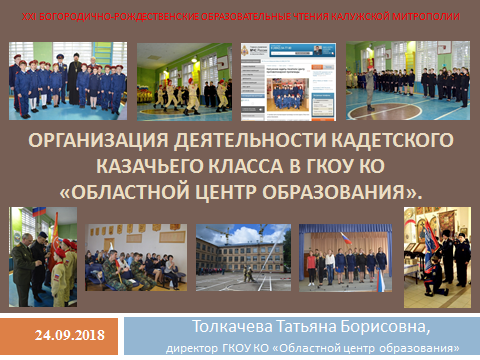 XXI БОГОРОДИЧНО-РОЖДЕСТВЕНСКИЕ ОБРАЗОВАТЕЛЬНЫЕ ЧТЕНИЯ КАЛУЖСКОЙ МИТРОПОЛИИ
ОРГАНИЗАЦИЯ ДЕЯТЕЛЬНОСТИ КАДЕТСКОГО
КАЗАЧЬЕГО КЛАССА В ГКОУ КО
«ОБЛАСТНОЙ ЦЕНТР ОБРАЗОВАНИЯ».
24.09.2018
Толкачева Татьяна Борисовна,
директор ГКОУ КО «Областной центр образования»